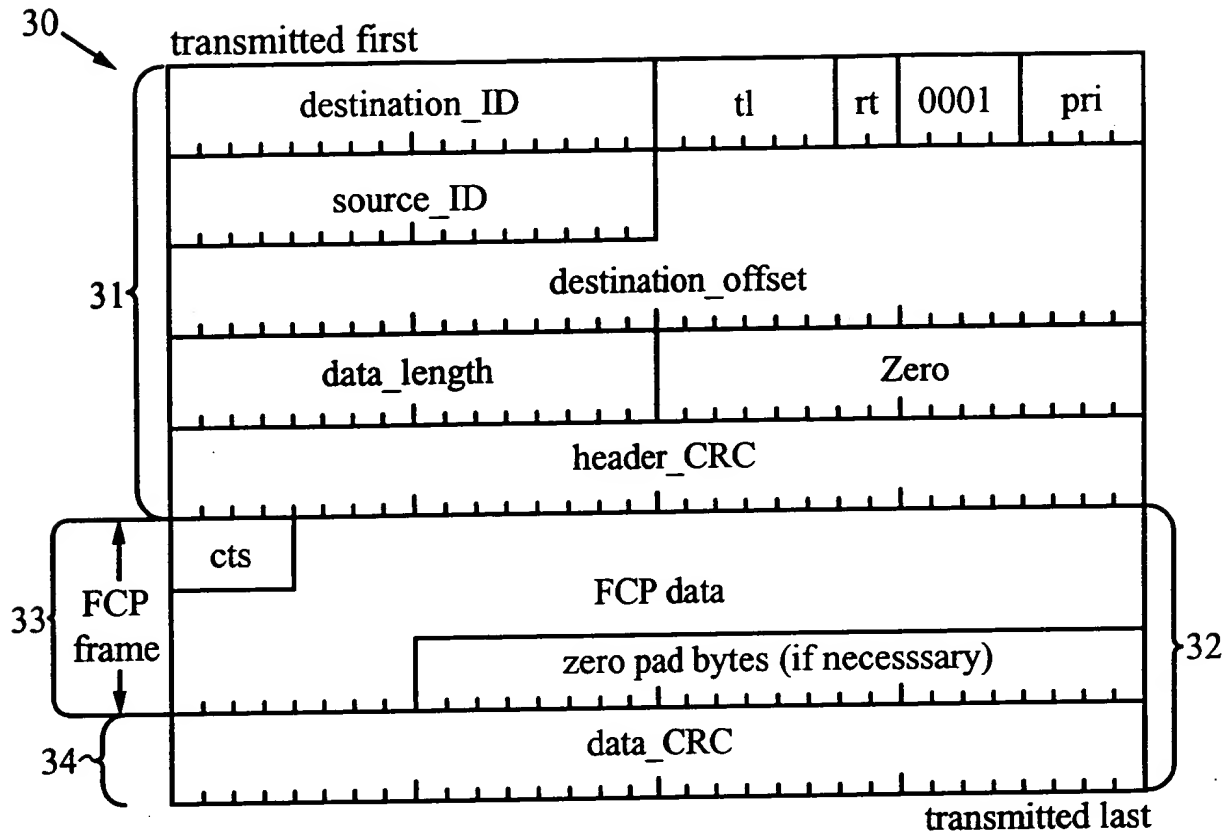 30
transmitted first
destination_ID tl rt 0001 pri
source_ID
destination_offset
31
data_length Zero
header_CRC
cts
FCP data
33 FCP
frame
zero pad bytes (if necesssary)
32
34
data_CRC
transmitted last